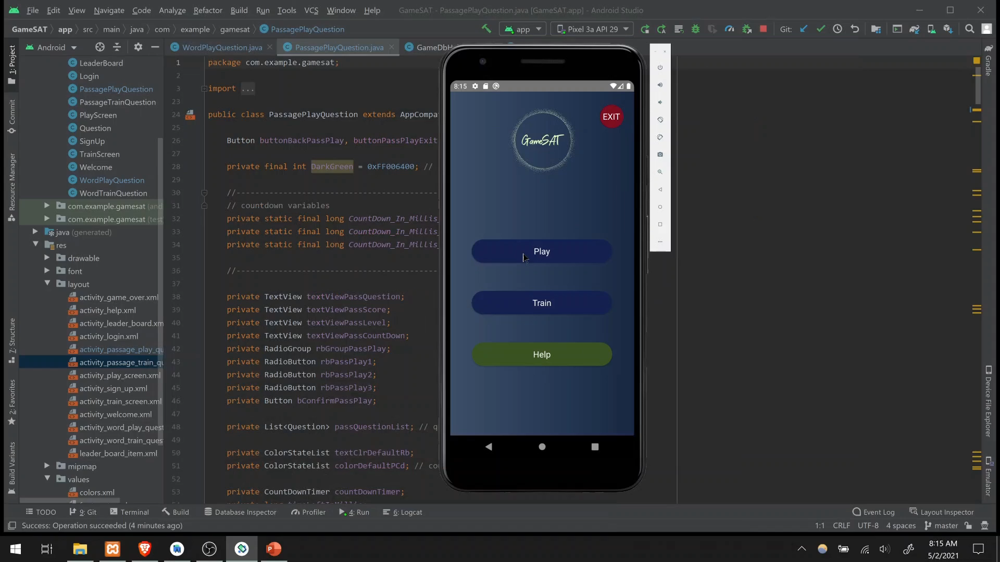 File Edit View Navigate Code Analyze Refactor Build Run Tools VCS Window Help GameSAT - PassagePlayQuestion.java [GameSAT.app] - Android Studio
GameSAT app src main java com example gamesat PassagePlayQuestion app Pixel 3a API 29 Git:
Android WordPlayQuestion.java PassagePlayQuestion.java GameDbH
1: Project
Commit
Resource Manager
7: Structure
2: Favorites
Build Variants
LeaderBoard
Login
PassagePlayQuestion
PassageTrainQuestion
PlayScreen
Question
SignUp
TrainScreen
Welcome
WordPlayQuestion
WordTrainQuestion
com.example.gamesat (and
com.example.gamesat (test
java (generated)
res
drawable
font
layout
activity_game_over.xml
activity_help.xml
activity_leader_board.xm
activity_login.xml
activity_passage_play_qu
activity_passage_train_qu
activity_play_screen.xml
activity_sign_up.xml
activity_train_screen.xml
activity_welcome.xml
activity_word_play_quest
activity_word_train_ques
leader_board_item.xml
mipmap
values
colors.xml
1 package com.example.gamesat;
2
3 import ...
23
24 public class PassagePlayQuestion extends AppCompa
25
26 Button buttonBackPassPlay, buttonPassPlayExit
27
28 private final int DarkGreen = 0xFF006400; //
29
30 //-------------------------------------------
31 // countdown variables
32 private static final long CountDown_In_Millis_
33 private static final long CountDown_In_Millis_
34 private static final long CountDown_In_Millis_
35
36 //-------------------------------------------
37
38 private TextView textViewPassQuestion;
39 private TextView textViewPassScore;
40 private TextView textViewPassLevel;
41 private TextView textViewPassCountDown;
42 private RadioGroup rbGroupPassPlay;
43 private RadioButton rbPassPlay1;
44 private RadioButton rbPassPlay2;
45 private RadioButton rbPassPlay3;
46 private Button bConfirmPassPlay;
47
48 private List<Question> passQuestionList; // q
49
50 private ColorStateList textClrDefaultRb;
51 private ColorStateList colorDefaultPCd; // co
52
53 private CountDownTimer countDownTimer;
8:15
EXIT
GameSAT
Play
Train
Help
Gradle
Device File Explorer
Emulator
TODO 9: Git Terminal Build Database Inspector Profiler 4: Run 6: Logcat Event Log Layout Inspector
Success: Operation succeeded (4 minutes ago) 1:1 CRLF UTF-8 4 spaces master
8:15 AM
5/2/2021